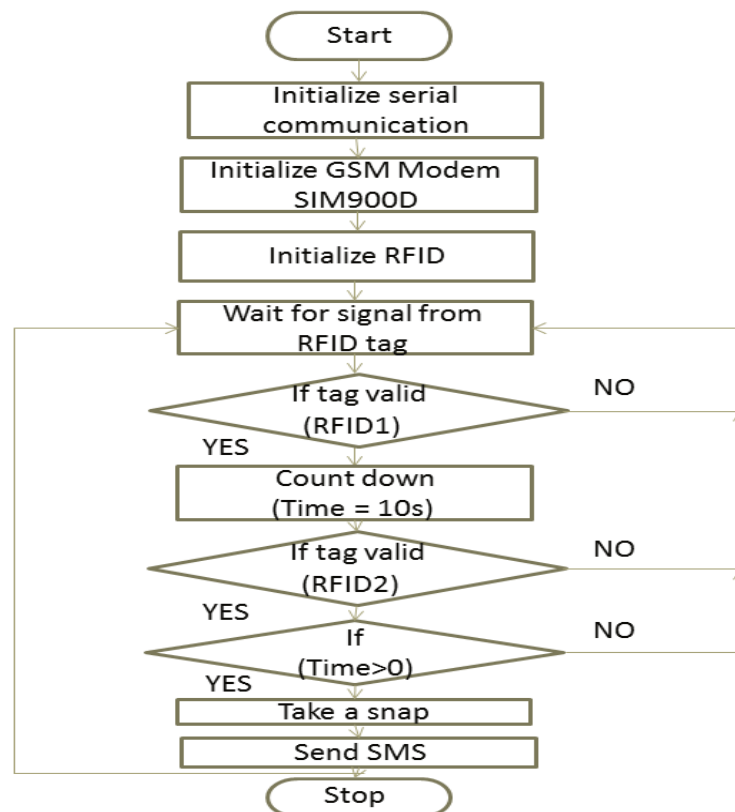 Start
Initialize serial
communication
Initialize GSM Modem
SIM900D
Initialize RFID
Wait for signal from
RFID tag
If tag valid
(RFID1)
NO
YES
Count down
(Time = 10s)
If tag valid
(RFID2)
NO
YES
If
(Time>0)
NO
YES
Take a snap
Send SMS
Stop